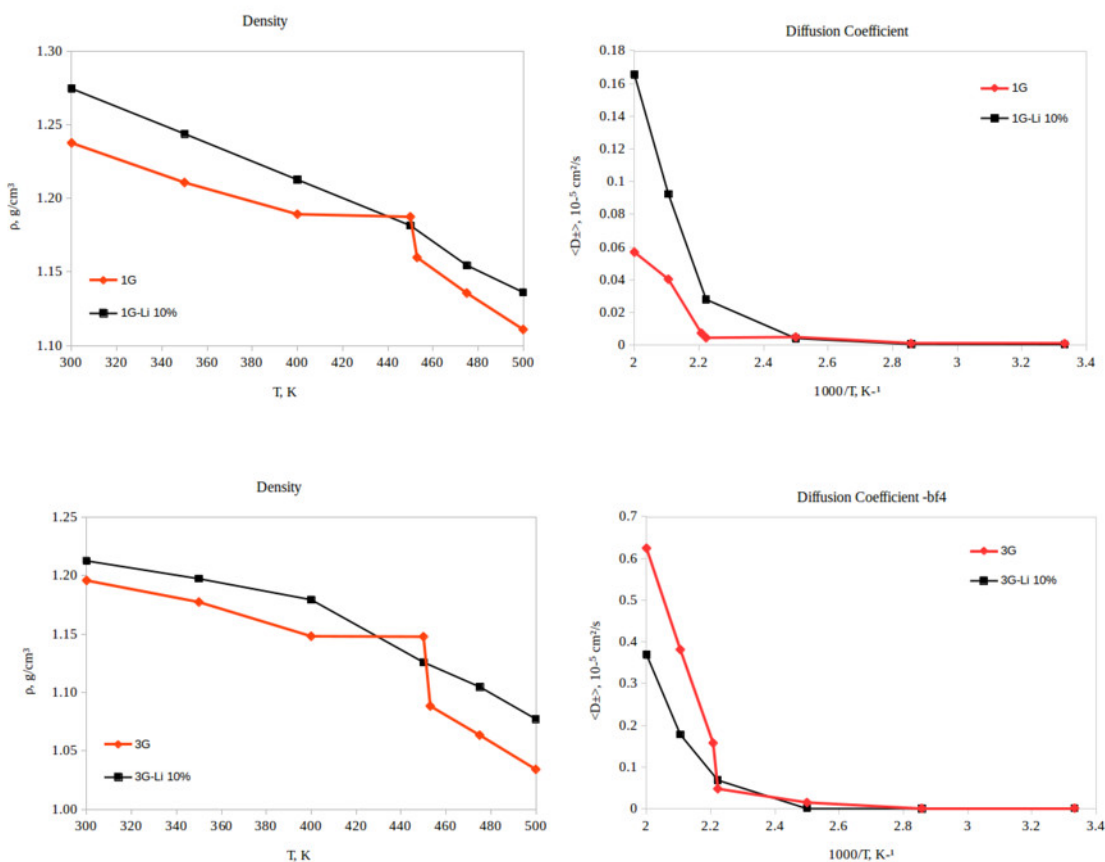 Density
1.30
1.25
1.20
1.15
1.10
ρ, g/cm³
1G
1G-Li 10%
300 320 340 360 380 400 420 440 460 480 500
T, K
Diffusion Coefficient
0.18
0.16
0.14
0.12
0.1
0.08
0.06
0.04
0.02
0
<D±>, 10-⁵ cm²/s
1G
1G-Li 10%
2 2.2 2.4 2.6 2.8 3 3.2 3.4
1000/T, K-¹
Density
1.25
1.20
1.15
1.10
1.05
1.00
ρ, g/cm³
3G
3G-Li 10%
300 320 340 360 380 400 420 440 460 480 500
T, K
Diffusion Coefficient -bf4
0.7
0.6
0.5
0.4
0.3
0.2
0.1
0
<D±>, 10-⁵ cm²/s
3G
3G-Li 10%
2 2.2 2.4 2.6 2.8 3 3.2 3.4
1000/T, K-¹